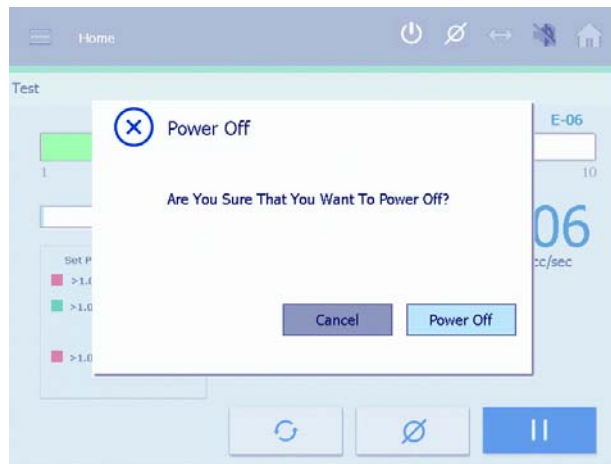 Home
Test
Power Off
E-06
1
10
Are You Sure That You Want To Power Off?
06
Set P
cc/sec
>1.0
>1.0
Cancel
Power Off
>1.0